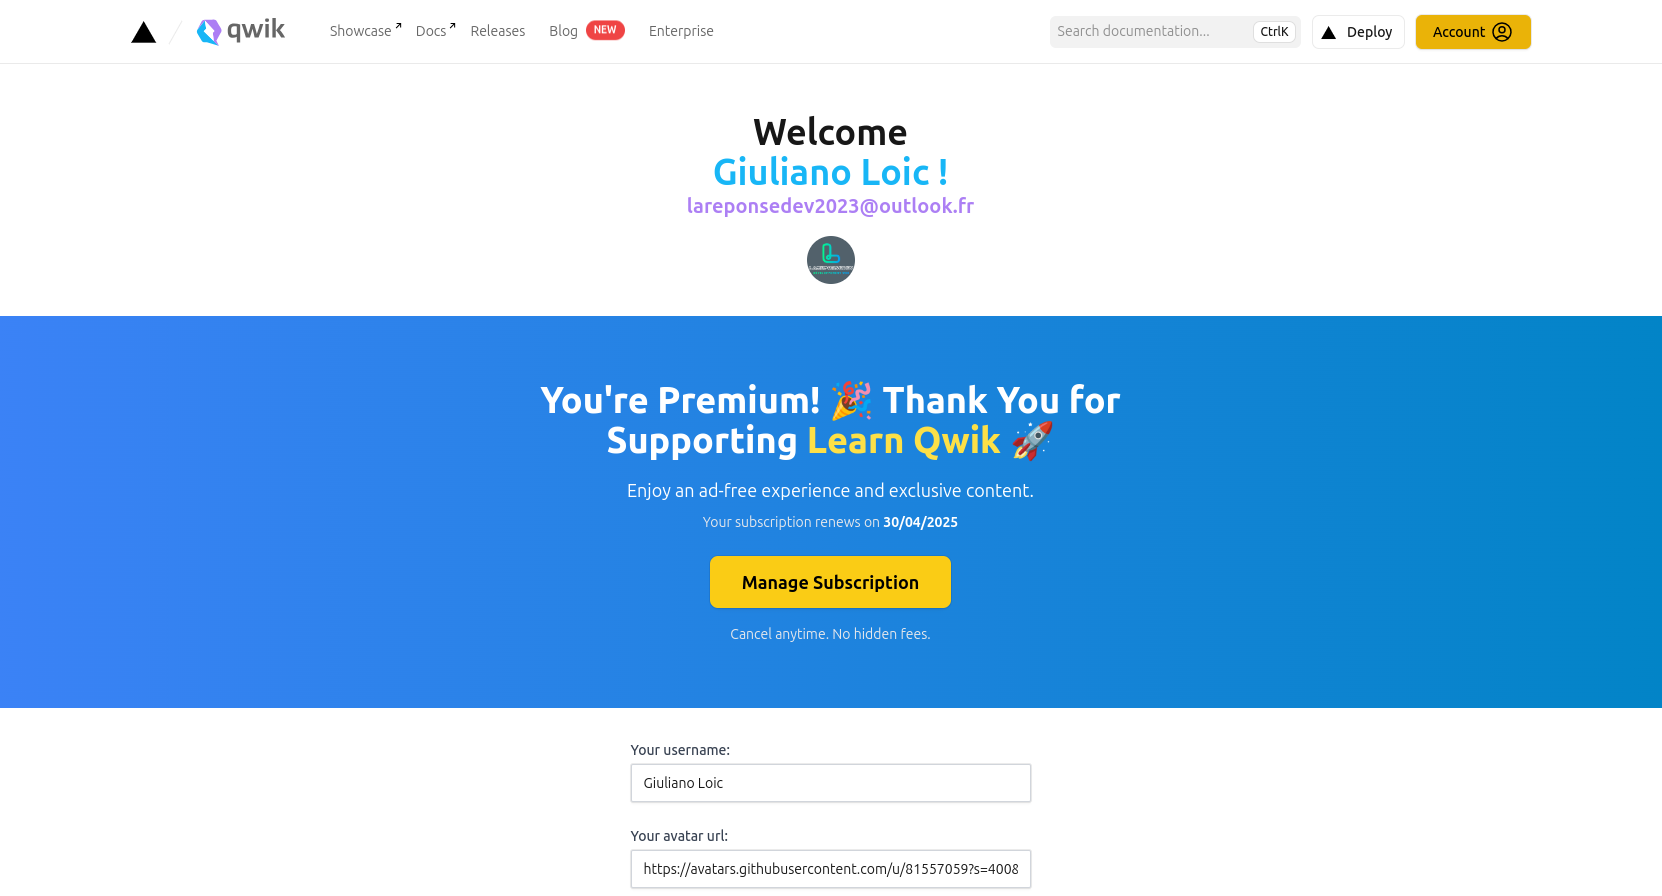 qwik
Showcase
Docs
Releases
Blog
NEW
Enterprise
Search documentation...
CtrlK
Deploy
Account
Welcome
Giuliano Loic !
lareponsedev2023@outlook.fr
You're Premium! 🎉 Thank You for
Supporting Learn Qwik 🚀
Enjoy an ad-free experience and exclusive content.
Your subscription renews on 30/04/2025
Manage Subscription
Cancel anytime. No hidden fees.
Your username:
Giuliano Loic
Your avatar url:
https://avatars.githubusercontent.com/u/81557059?s=400&